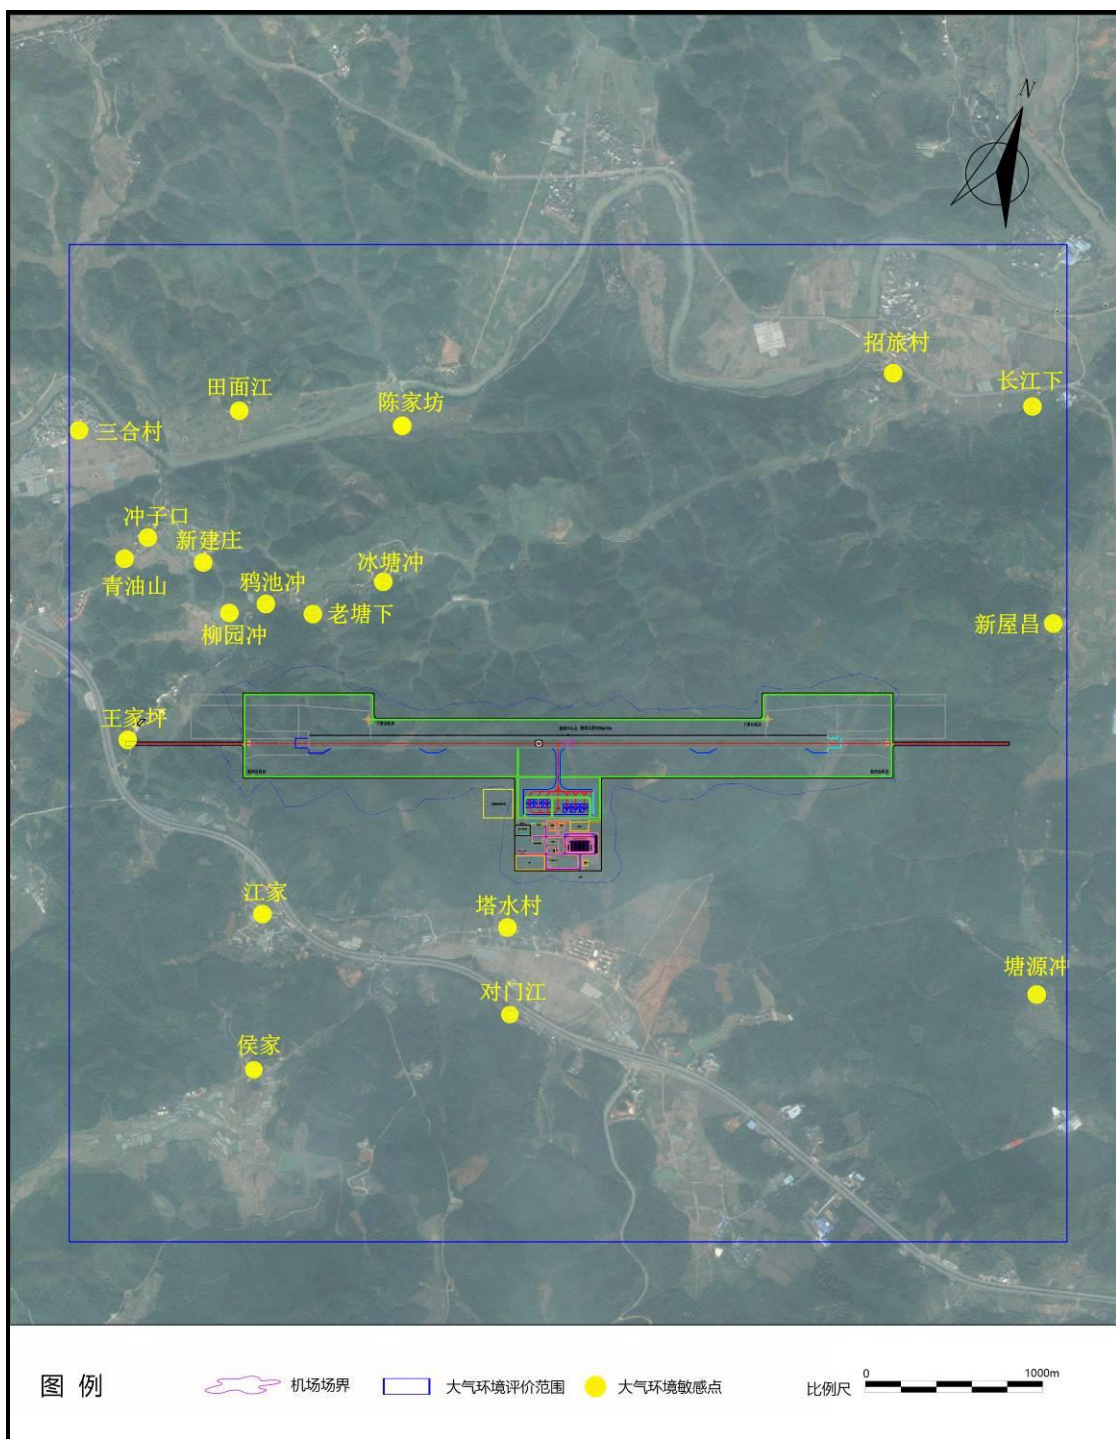 N
招旅村
长江下
田面江
陈家坊
三合村
冲子口
新建庄
青油山
鸦池冲
冰塘冲
柳园冲
老塘下
新屋昌
王家坪
江家
塔水村
塘源冲
对门江
侯家
图 例
机场场界
大气环境评价范围
大气环境敏感点
比例尺
0
1000m